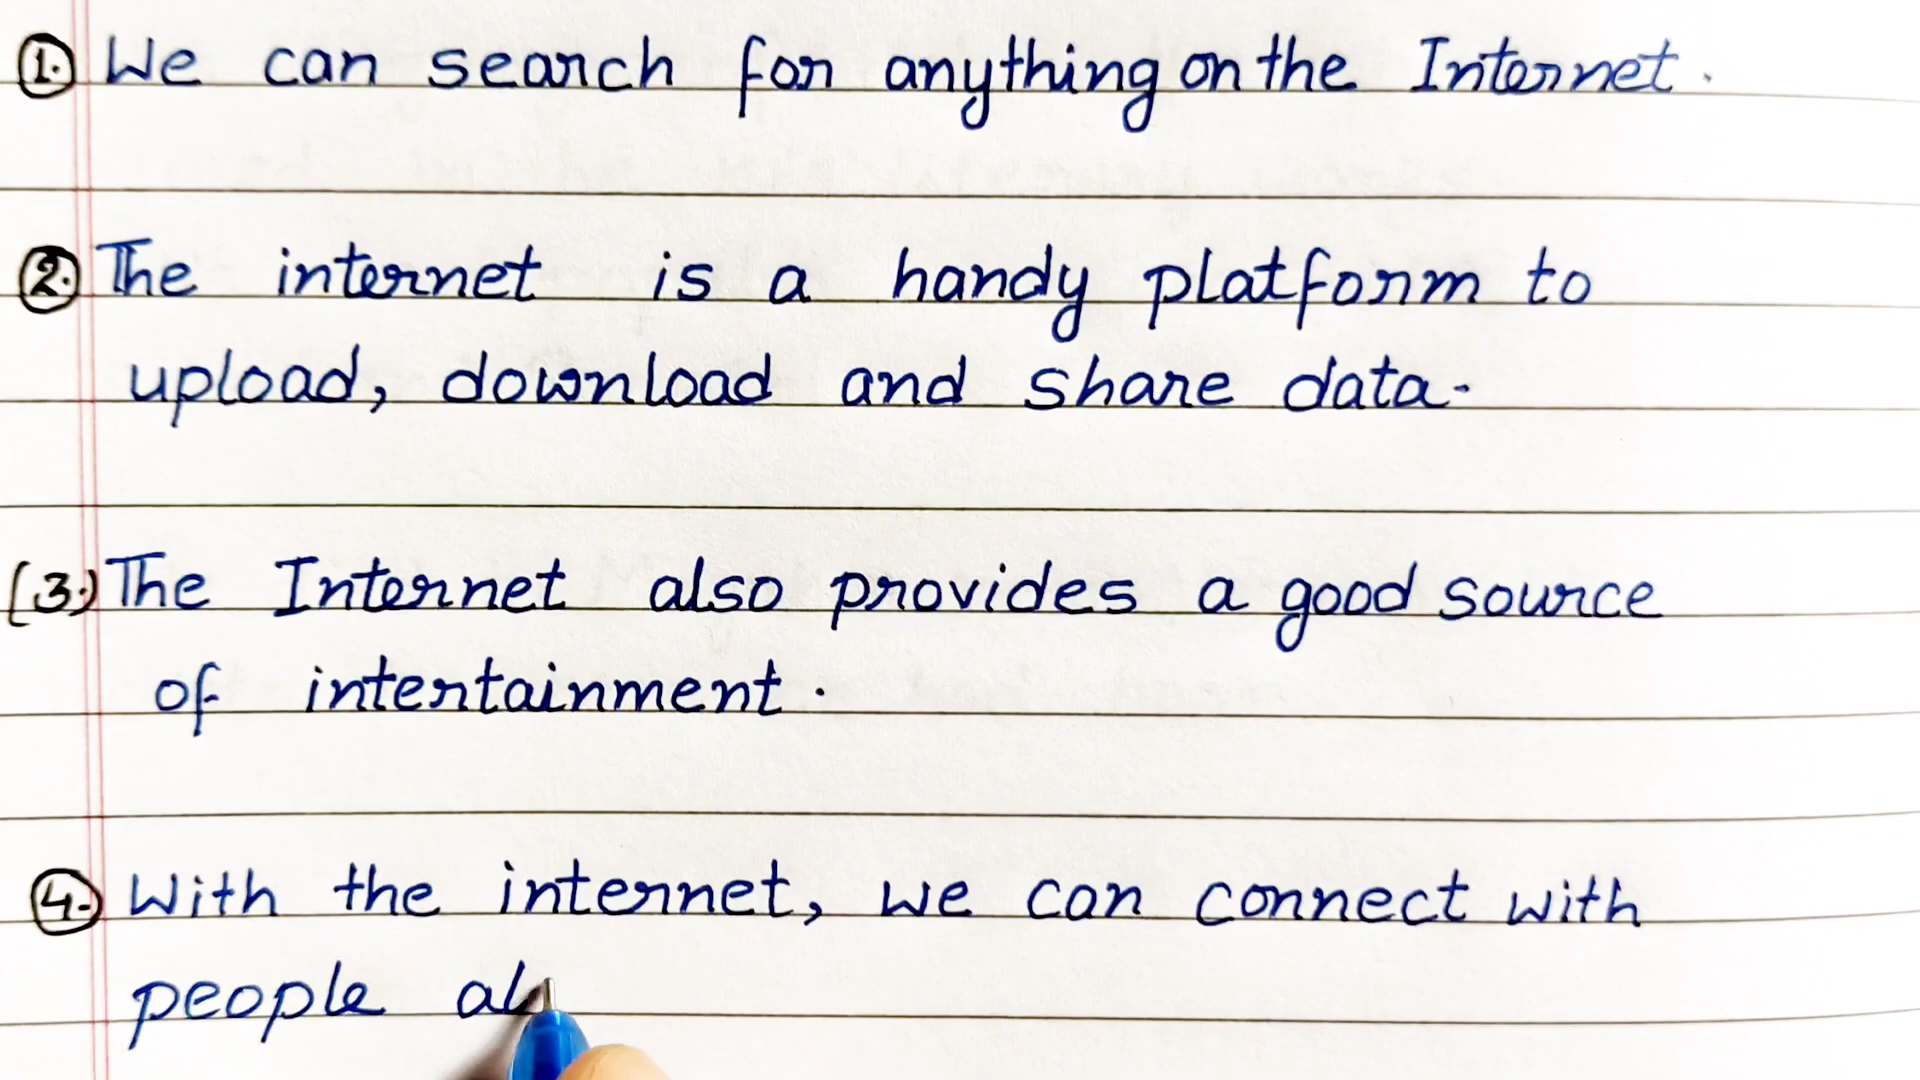 1. We can search for anything on the Internet.
2. The internet is a handy platform to
upload, download and share data.
(3.) The Internet also provides a good source
of intertainment.
4. With the internet, we can connect with
people